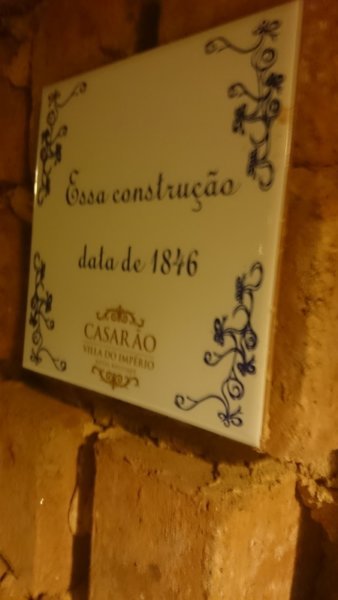 Essa construção
data de 1846
CASARÃO
VILLA DO IMPÉRIO